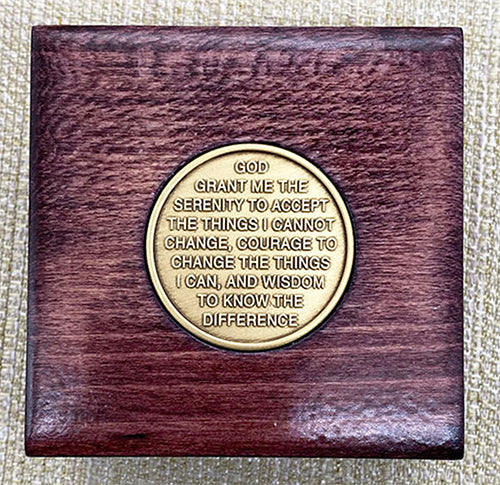 GOD
GRANT ME THE
SERENITY TO ACCEPT
THE THINGS I CANNOT
CHANGE, COURAGE TO
CHANGE THE THINGS
I CAN, AND WISDOM
TO KNOW THE
DIFFERENCE